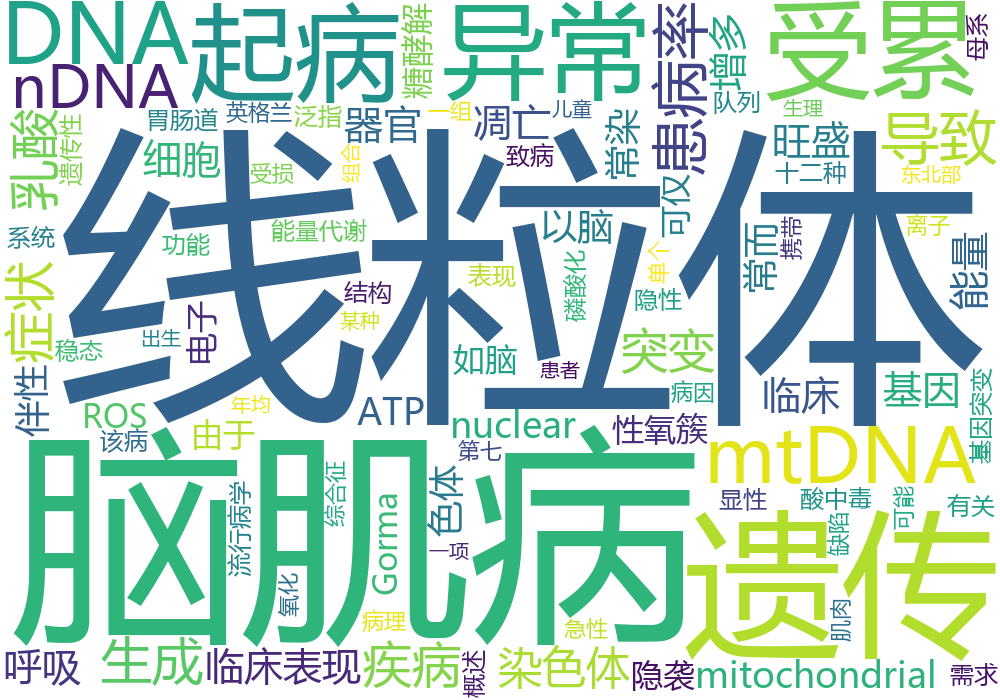 DNA
起病
异常
受累
母系
糖酵解
患病率
增多
nDNA
英格兰
泛指
一组
儿童
队列
生理
胃肠道
器官
凋亡
常染
旺盛
导致
乳酸
遗传性
细胞
受损
组合
致病
十二种
东北部
线粒体
系统
功能
能量代谢
以脑
可仅
常而
携带
离子
能量
表现
磷酸化
单个
隐性
症状
电子
结构
某种
稳态
出生
如脑
患者
突变
病因
临床
基因
伴性
ROS
年均
ATP
nuclear
性氧簇
该病
由于
第七
mtDNA
基因突变
脑肌病
遗传
流行病学
综合征
色体
Gorma
一项
显性
酸中毒
缺陷
可能
有关
氧化
病理
急性
肌肉
呼吸
生成
临床表现
疾病
概述
染色体
隐袭
mitochondrial
需求